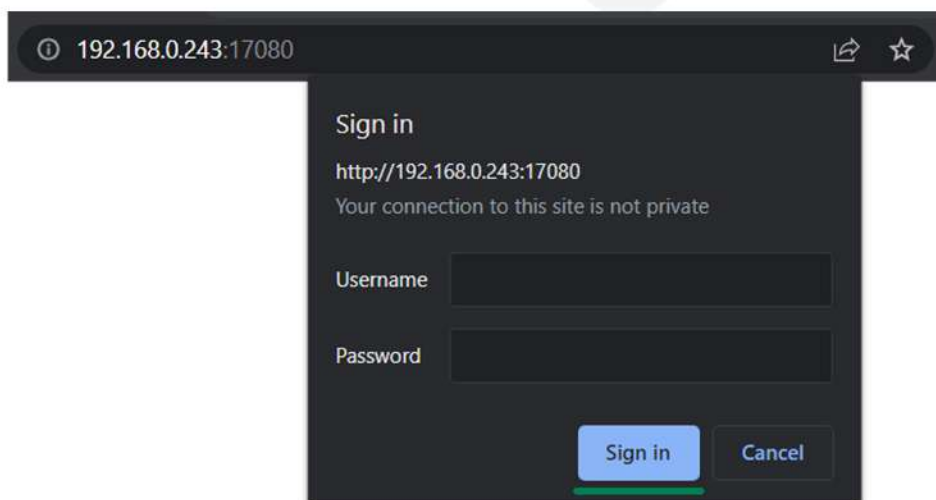 192.168.0.243:17080
Sign in
http://192.168.0.243:17080
Your connection to this site is not private
Username
Password
Sign in Cancel